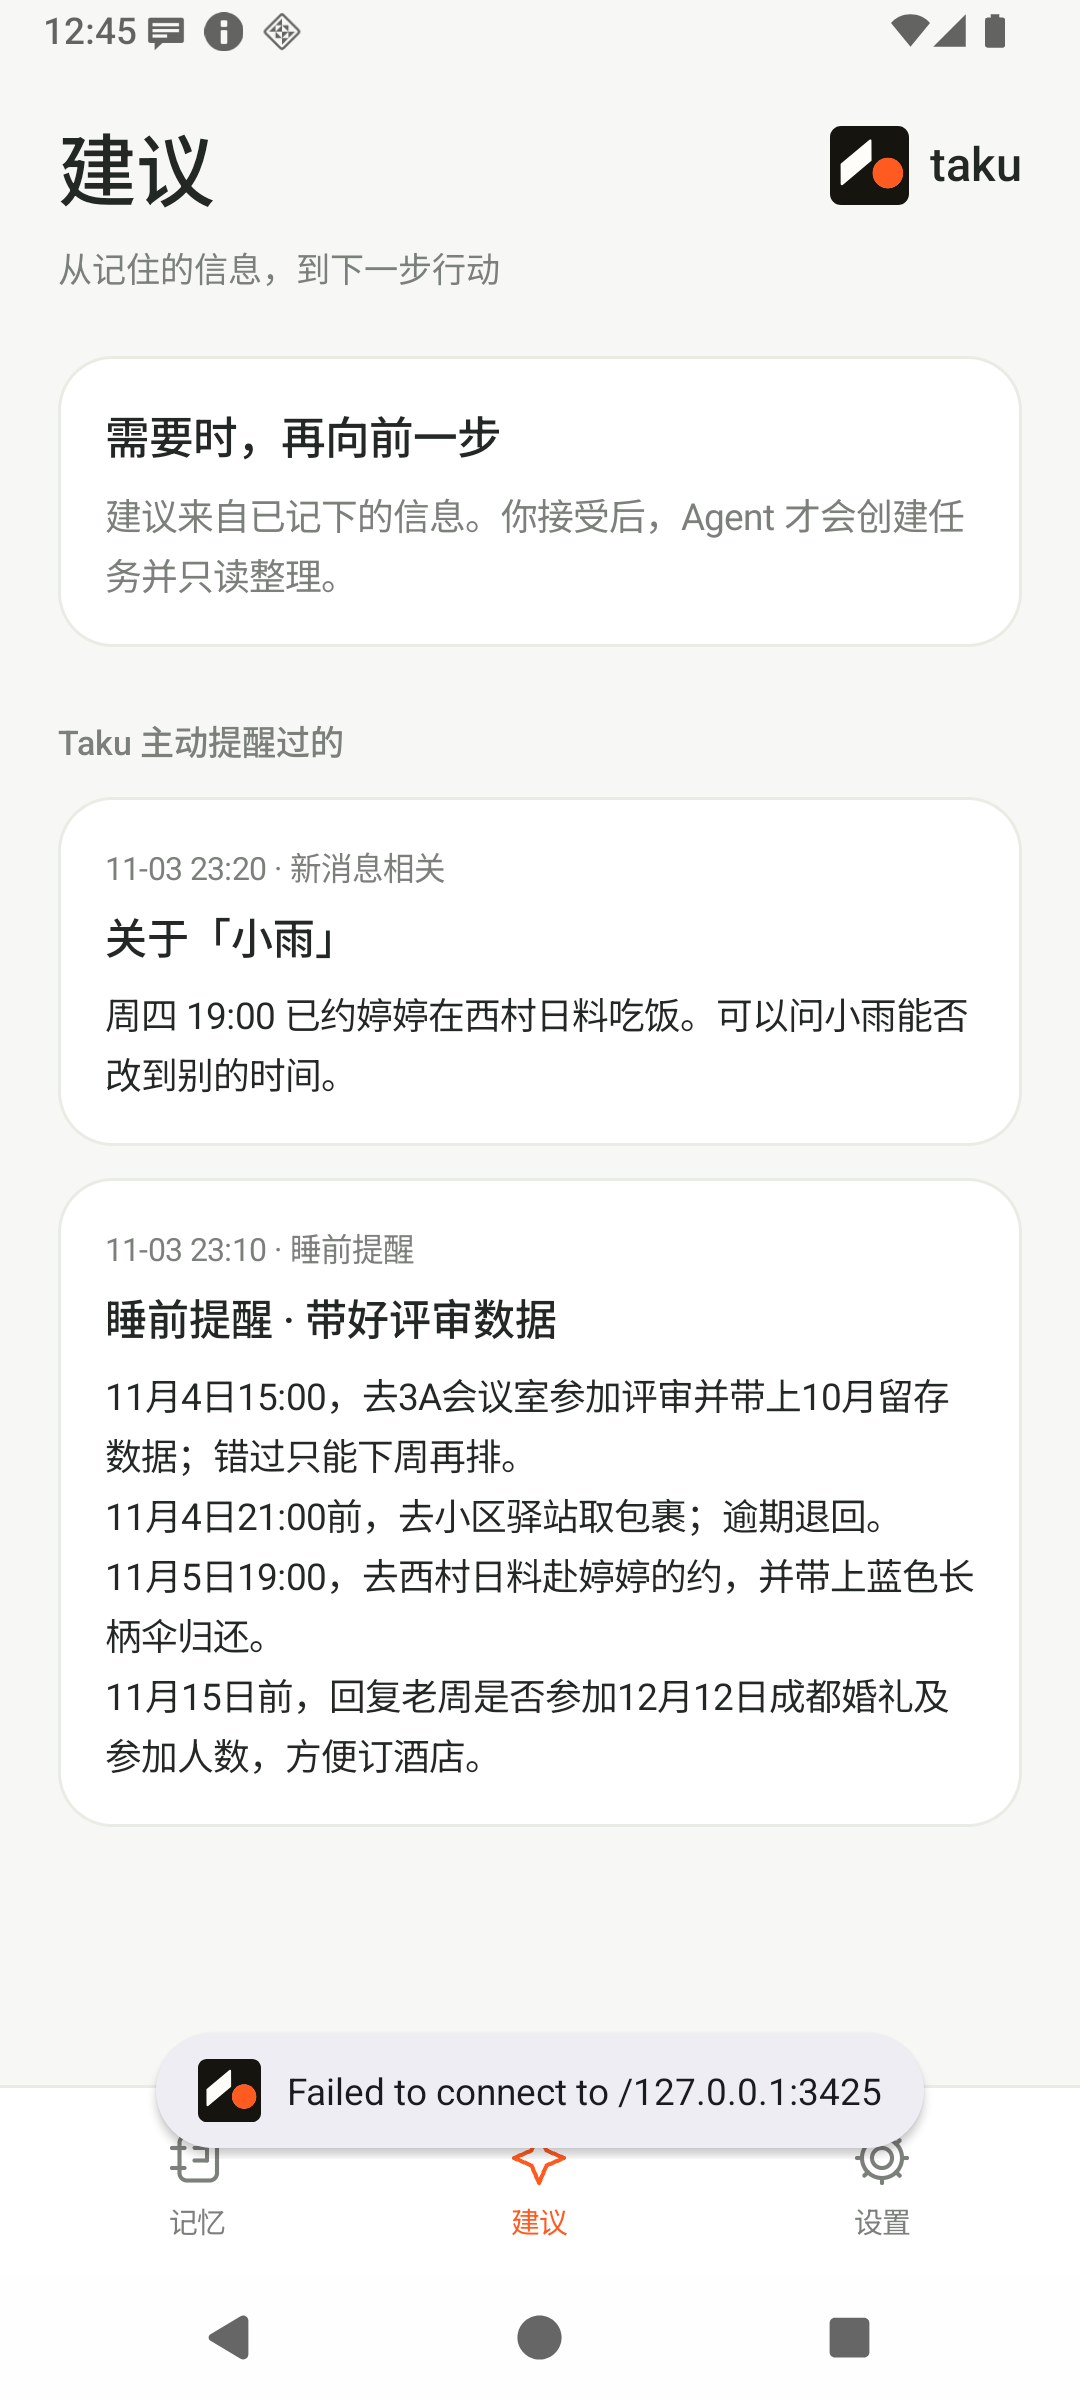 12:45
建议
taku
从记住的信息，到下一步行动
需要时，再向前一步
建议来自已记下的信息。你接受后，Agent 才会创建任
务并只读整理。
Taku 主动提醒过的
11-03 23:20 · 新消息相关
关于「小雨」
周四 19:00 已约婷婷在西村日料吃饭。可以问小雨能否
改到别的时间。
11-03 23:10 · 睡前提醒
睡前提醒 · 带好评审数据
11月4日15:00，去3A会议室参加评审并带上10月留存
数据；错过只能下周再排。
11月4日21:00前，去小区驿站取包裹；逾期退回。
11月5日19:00，去西村日料赴婷婷的约，并带上蓝色长
柄伞归还。
11月15日前，回复老周是否参加12月12日成都婚礼及
参加人数，方便订酒店。
Failed to connect to /127.0.0.1:3425
记忆
建议
设置